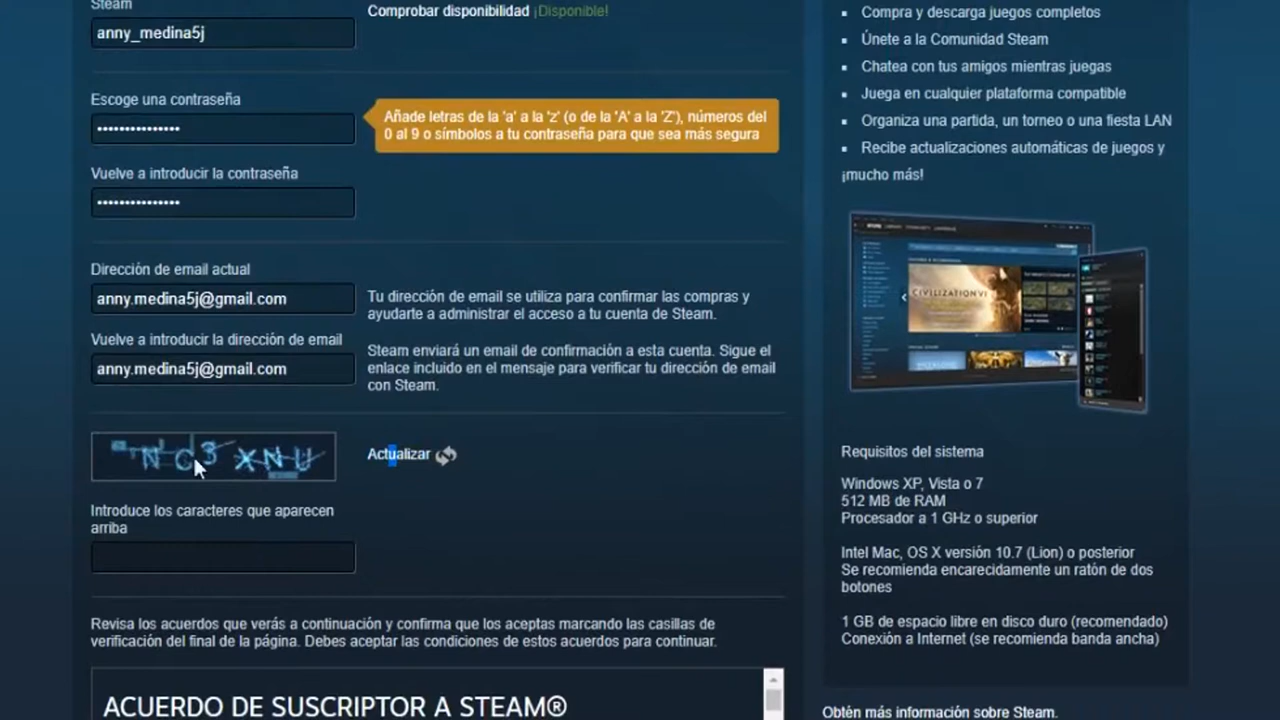 Steam
anny_medina5j
Comprobar disponibilidad ¡Disponible!
Escoge una contraseña
•••••••••••••••
Añade letras de la 'a' a la 'z' (o de la 'A' a la 'Z'), números del
0 al 9 o símbolos a tu contraseña para que sea más segura
Vuelve a introducir la contraseña
•••••••••••••••
Dirección de email actual
anny.medina5j@gmail.com
Tu dirección de email se utiliza para confirmar las compras y
ayudarte a administrar el acceso a tu cuenta de Steam.
Vuelve a introducir la dirección de email
anny.medina5j@gmail.com
Steam enviará un email de confirmación a esta cuenta. Sigue el
enlace incluido en el mensaje para verificar tu dirección de email
con Steam.
Actualizar
Introduce los caracteres que aparecen
arriba
Revisa los acuerdos que verás a continuación y confirma que los aceptas marcando las casillas de
verificación del final de la página. Debes aceptar las condiciones de estos acuerdos para continuar.
ACUERDO DE SUSCRIPTOR A STEAM®
Compra y descarga juegos completos
Únete a la Comunidad Steam
Chatea con tus amigos mientras juegas
Juega en cualquier plataforma compatible
Organiza una partida, un torneo o una fiesta LAN
Recibe actualizaciones automáticas de juegos y
¡mucho más!
CIVILIZATION VI
Requisitos del sistema
Windows XP, Vista o 7
512 MB de RAM
Procesador a 1 GHz o superior
Intel Mac, OS X versión 10.7 (Lion) o posterior
Se recomienda encarecidamente un ratón de dos
botones
1 GB de espacio libre en disco duro (recomendado)
Conexión a Internet (se recomienda banda ancha)
Obtén más información sobre Steam.